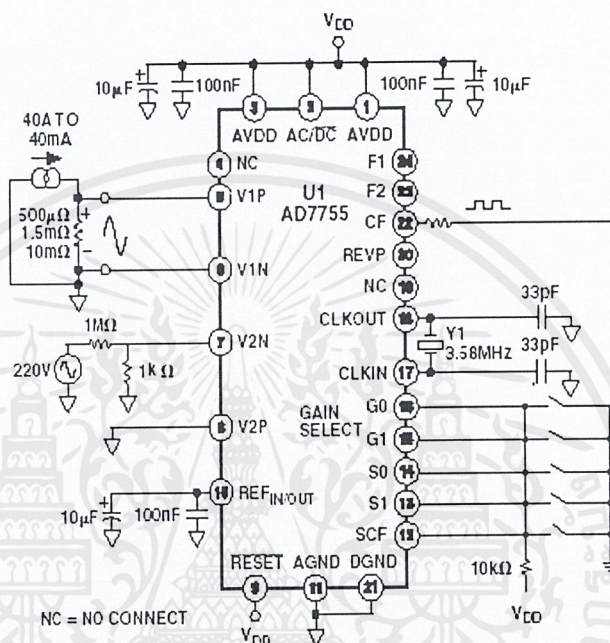 VDD
10µF
100nF
100nF
10µF
3
2
1
AVDD
AC/DC
AVDD
40A TO
40mA
4
NC
U1
AD7755
F1
24
F2
23
CF
22
5
V1P
500µΩ
1.5mΩ
10mΩ
+
−
6
V1N
REVP
20
NC
CLKOUT
18
33pF
Y1
3.58MHz
33pF
CLKIN
17
1MΩ
7
V2N
220V
1kΩ
V2P
GAIN
SELECT
G0
16
G1
15
S0
14
S1
13
SCF
12
10
REFIN/OUT
10µF
100nF
RESET
AGND
DGND
9
11
21
10kΩ
VDD
NC = NO CONNECT
VDD